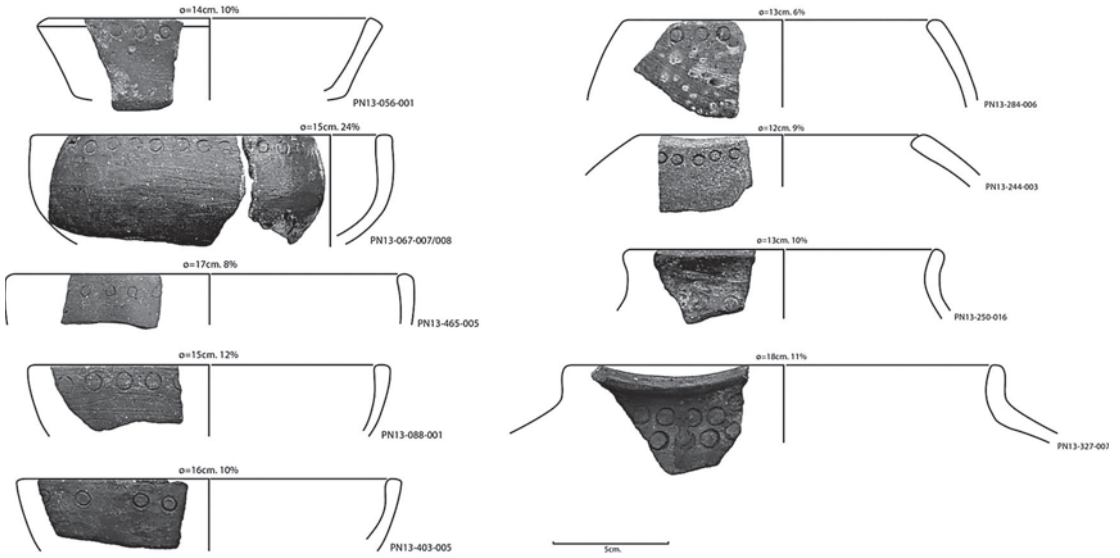 ø=14cm. 10%
PN13-056-001
ø=15cm. 24%
PN13-067-007/008
ø=17cm. 8%
PN13-465-005
ø=15cm. 12%
PN13-088-001
ø=16cm. 10%
PN13-403-005
ø=13cm. 6%
PN13-284-006
ø=12cm. 9%
PN13-244-003
ø=13cm. 10%
PN13-250-016
ø=18cm. 11%
PN13-327-007
5cm.